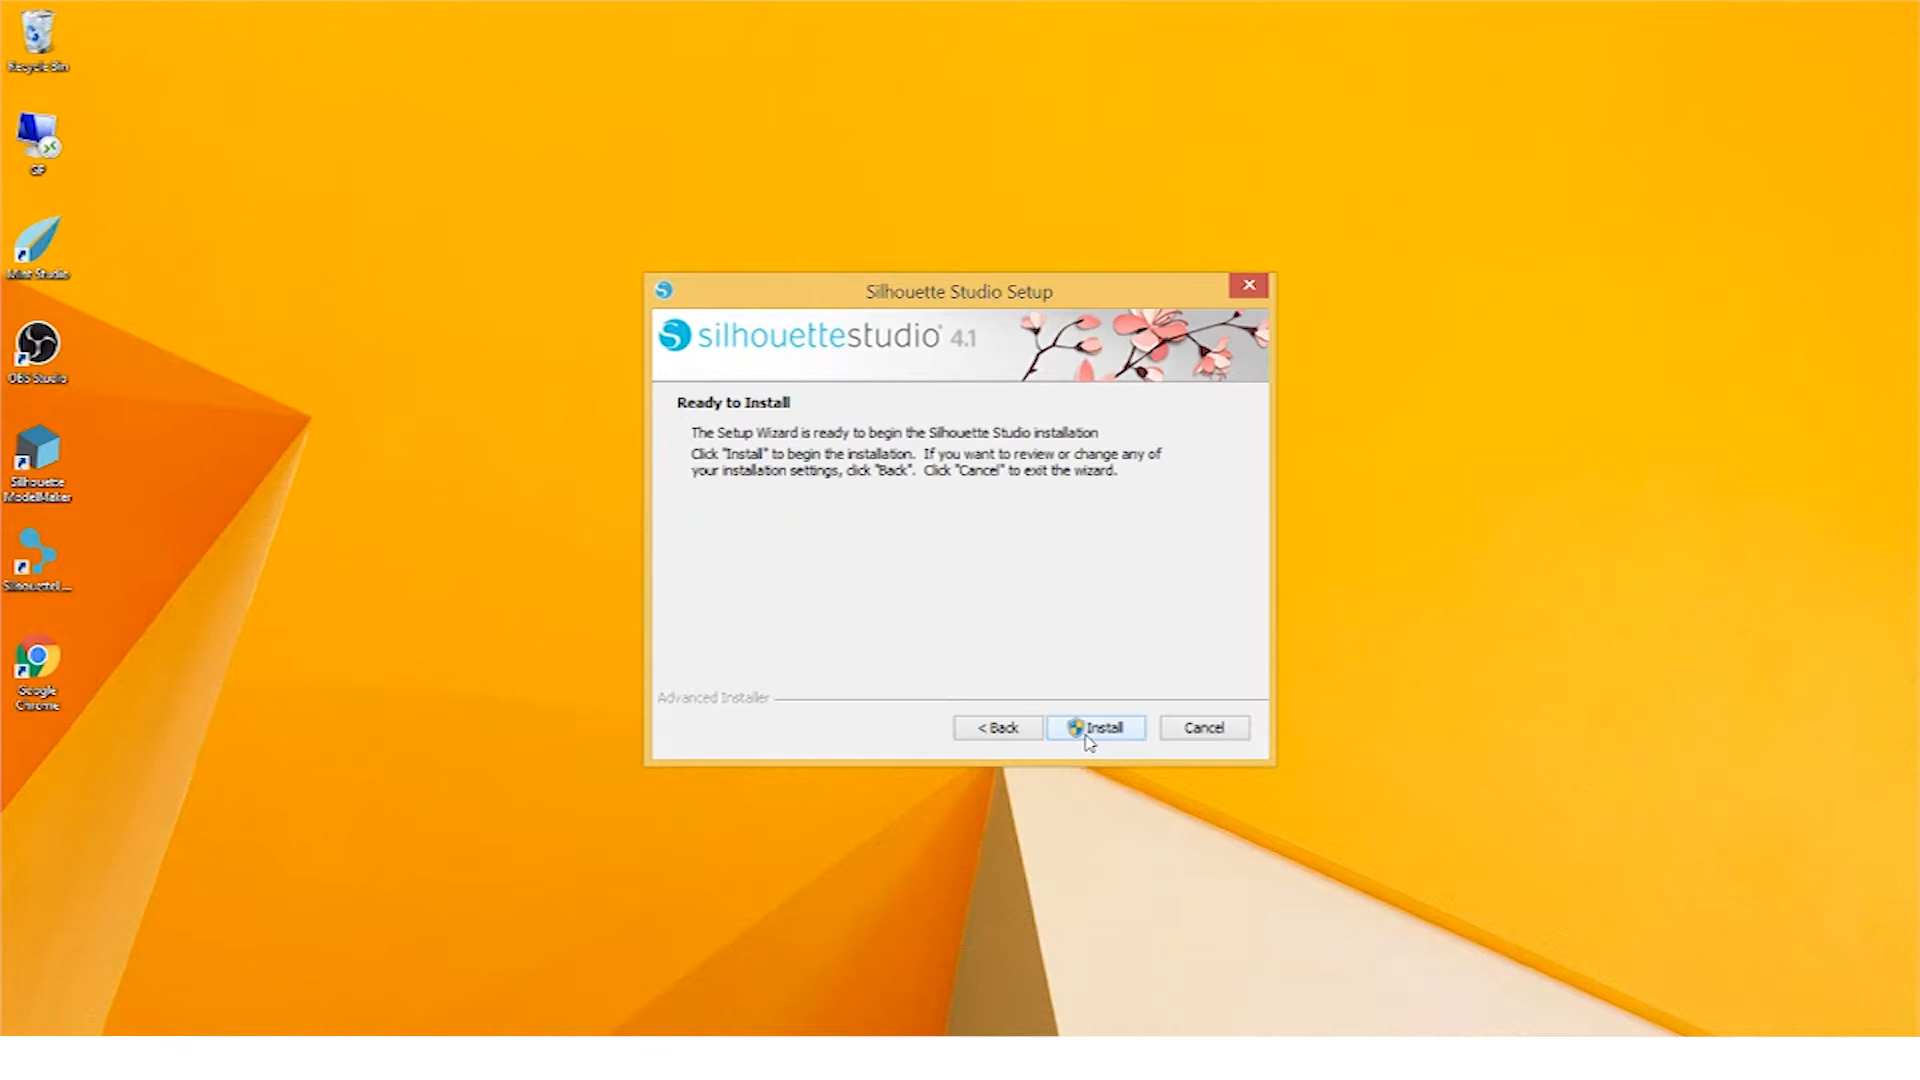 Recycle Bin
GP
Mint Studio
OBS Studio
Silhouette
ModelMaker
Google
Chrome
Silhouette Studio Setup
silhouettestudio® 4.1
Ready to Install
The Setup Wizard is ready to begin the Silhouette Studio installation
Click "Install" to begin the installation. If you want to review or change any of
your installation settings, click "Back". Click "Cancel" to exit the wizard.
Advanced Installer
< Back
Install
Cancel